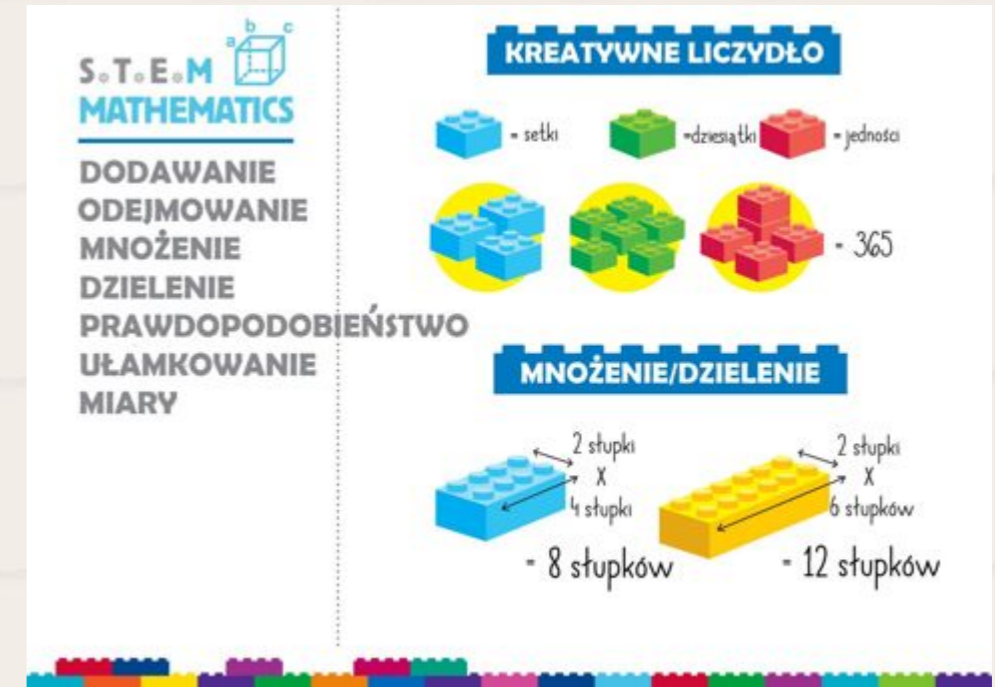 a b c
S.T.E.M
MATHEMATICS
DODAWANIE
ODEJMOWANIE
MNOŻENIE
DZIELENIE
PRAWDOPODOBIEŃSTWO
UŁAMKOWANIE
MIARY
KREATYWNE LICZYDŁO
= setki
=dziesiątki
= jedności
= 365
MNOŻENIE/DZIELENIE
2 słupki
X
4 słupki
= 8 słupków
2 słupki
X
6 słupków
= 12 słupków